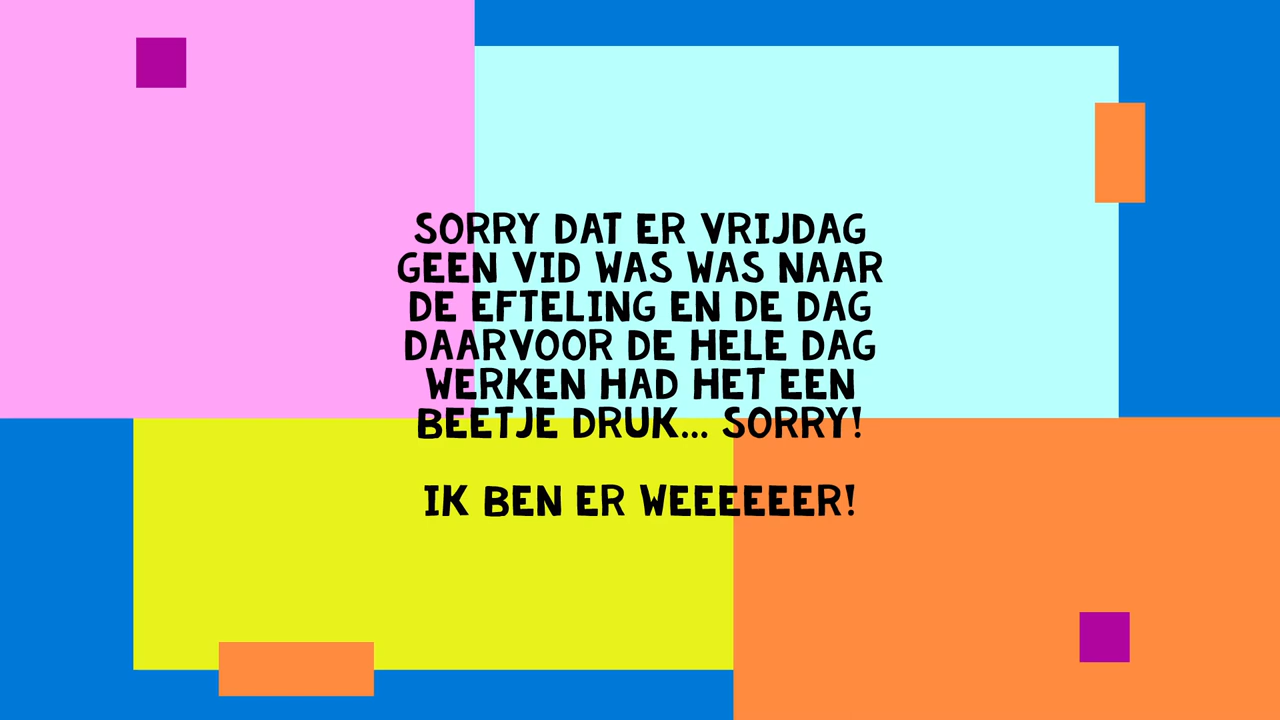 SORRY DAT ER VRIJDAG
GEEN VID WAS WAS NAAR
DE EFTELING EN DE DAG
DAARVOOR DE HELE DAG
WERKEN HAD HET EEN
BEETJE DRUK... SORRY!
IK BEN ER WEEEEEER!